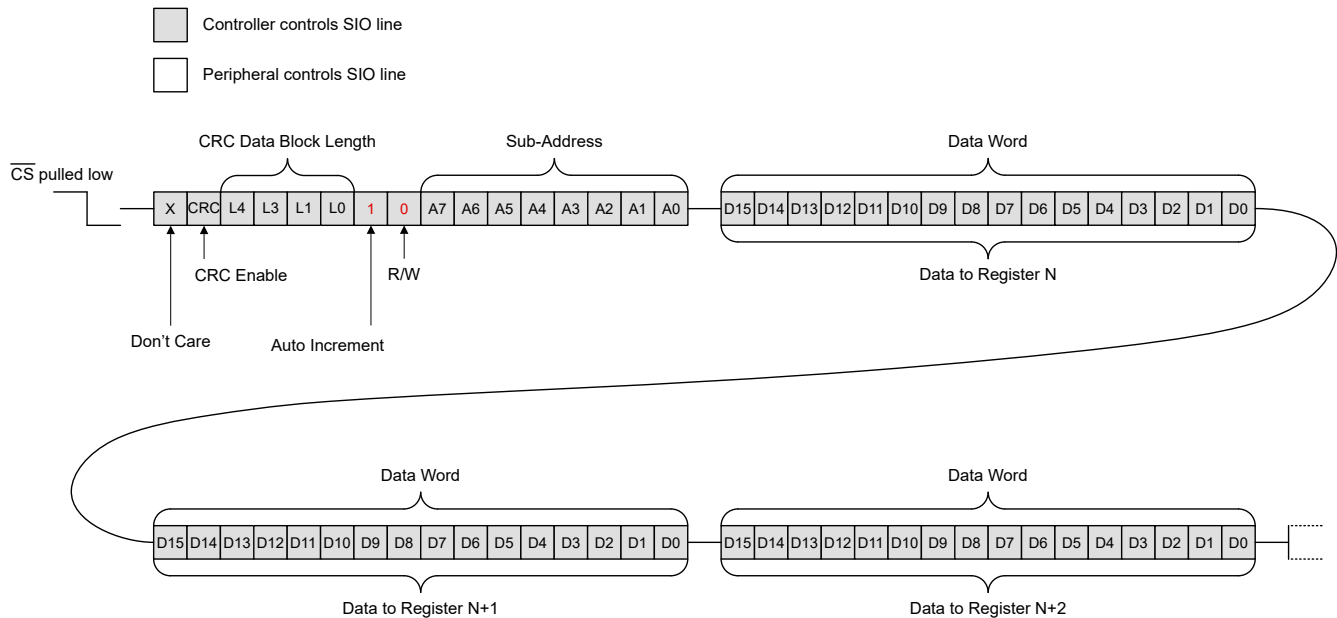 Controller controls SIO line
Peripheral controls SIO line
CRC Data Block Length
Sub-Address
Data Word
CS pulled low
X CRC L4 L3 L1 L0 1 0 A7 A6 A5 A4 A3 A2 A1 A0 D15 D14 D13 D12 D11 D10 D9 D8 D7 D6 D5 D4 D3 D2 D1 D0
CRC Enable
R/W
Data to Register N
Don't Care
Auto Increment
Data Word
Data Word
D15 D14 D13 D12 D11 D10 D9 D8 D7 D6 D5 D4 D3 D2 D1 D0 D15 D14 D13 D12 D11 D10 D9 D8 D7 D6 D5 D4 D3 D2 D1 D0
Data to Register N+1
Data to Register N+2